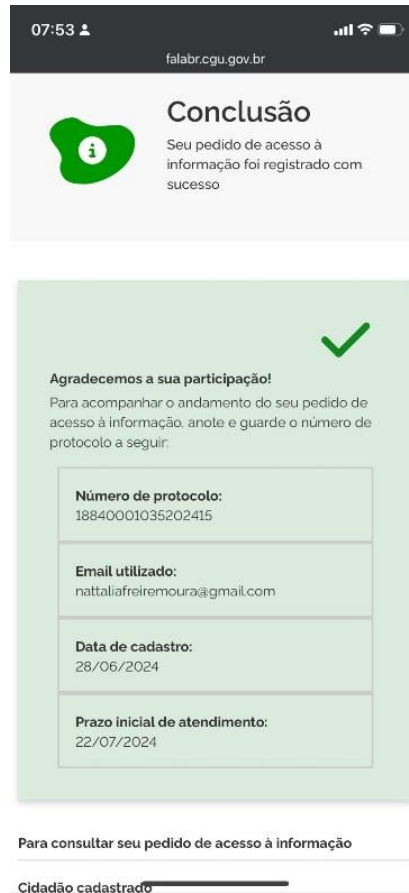 07:53
falabr.cgu.gov.br
Conclusão
Seu pedido de acesso à
informação foi registrado com
sucesso
Agradecemos a sua participação!
Para acompanhar o andamento do seu pedido de
acesso à informação, anote e guarde o número de
protocolo a seguir:
Número de protocolo:
18840001035202415
Email utilizado:
nattaliafreiremoura@gmail.com
Data de cadastro:
28/06/2024
Prazo inicial de atendimento:
22/07/2024
Para consultar seu pedido de acesso à informação
Cidadão cadastrado